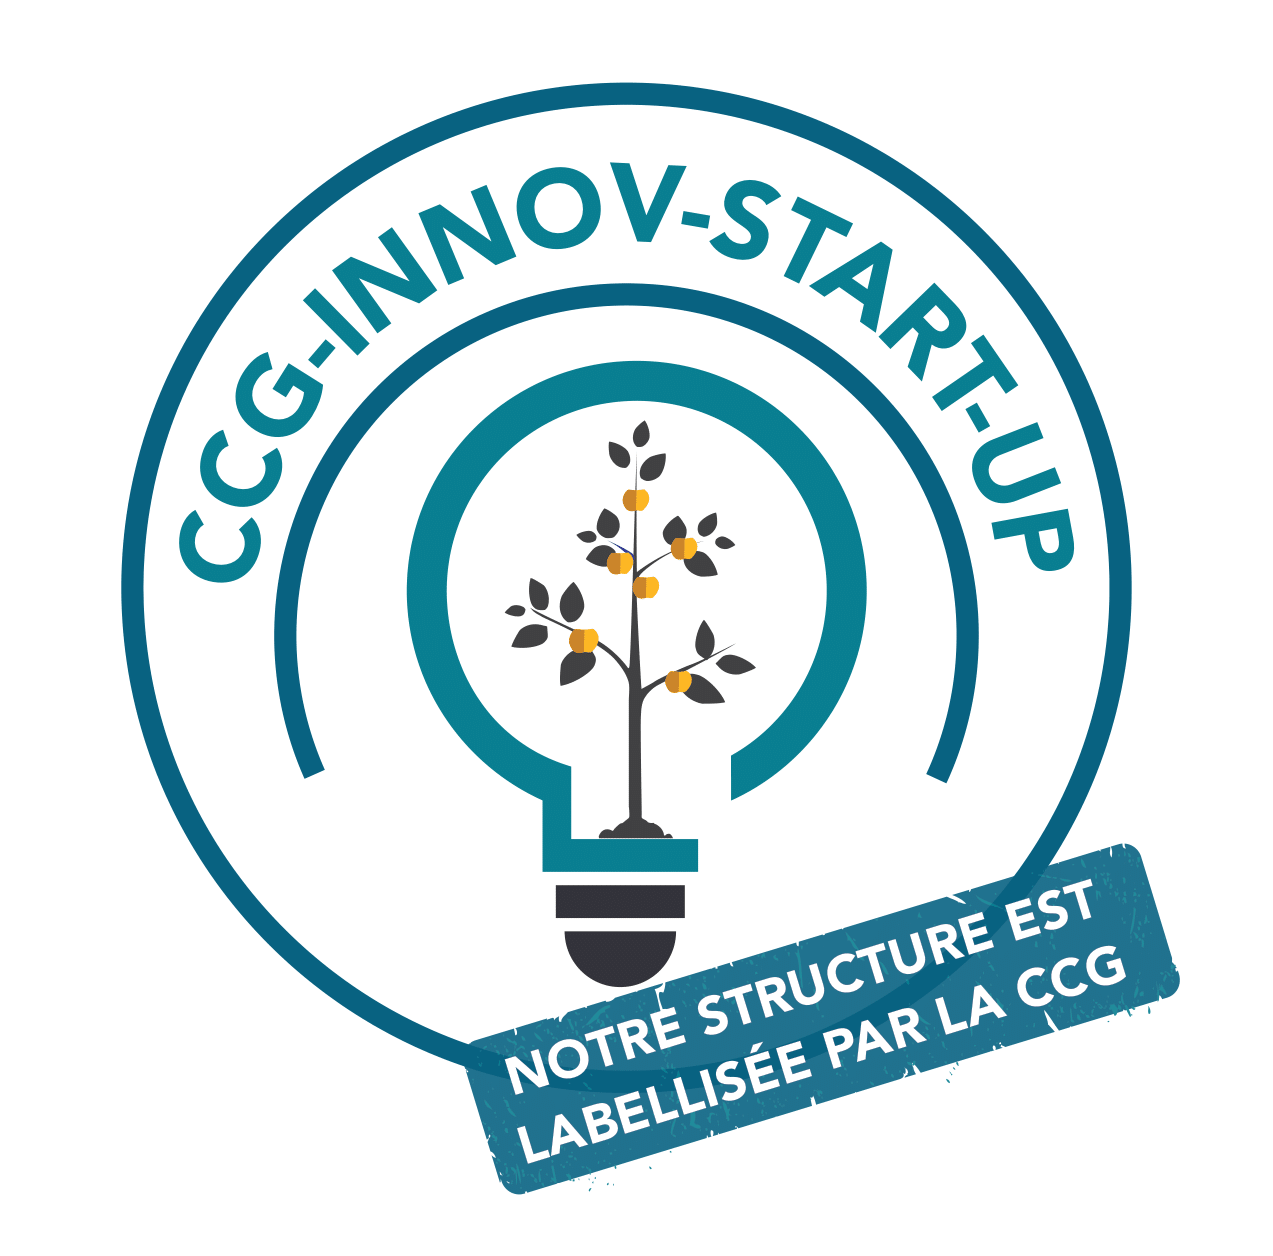 CCG-INNOV-START-UP
NOTRE STRUCTURE EST
LABELLISÉE PAR LA CCG